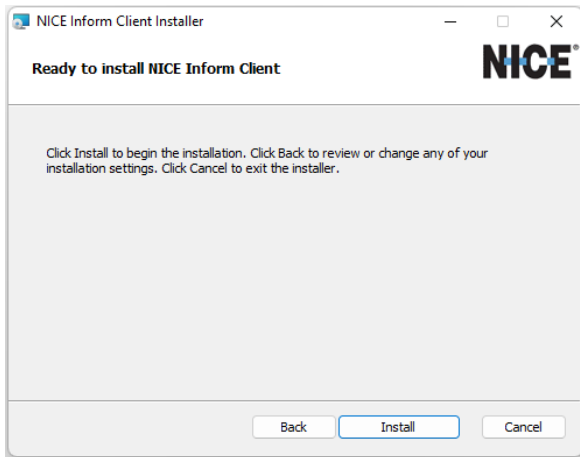 NICE Inform Client Installer
Ready to install NICE Inform Client
NICE®
Click Install to begin the installation. Click Back to review or change any of your
installation settings. Click Cancel to exit the installer.
Back
Install
Cancel